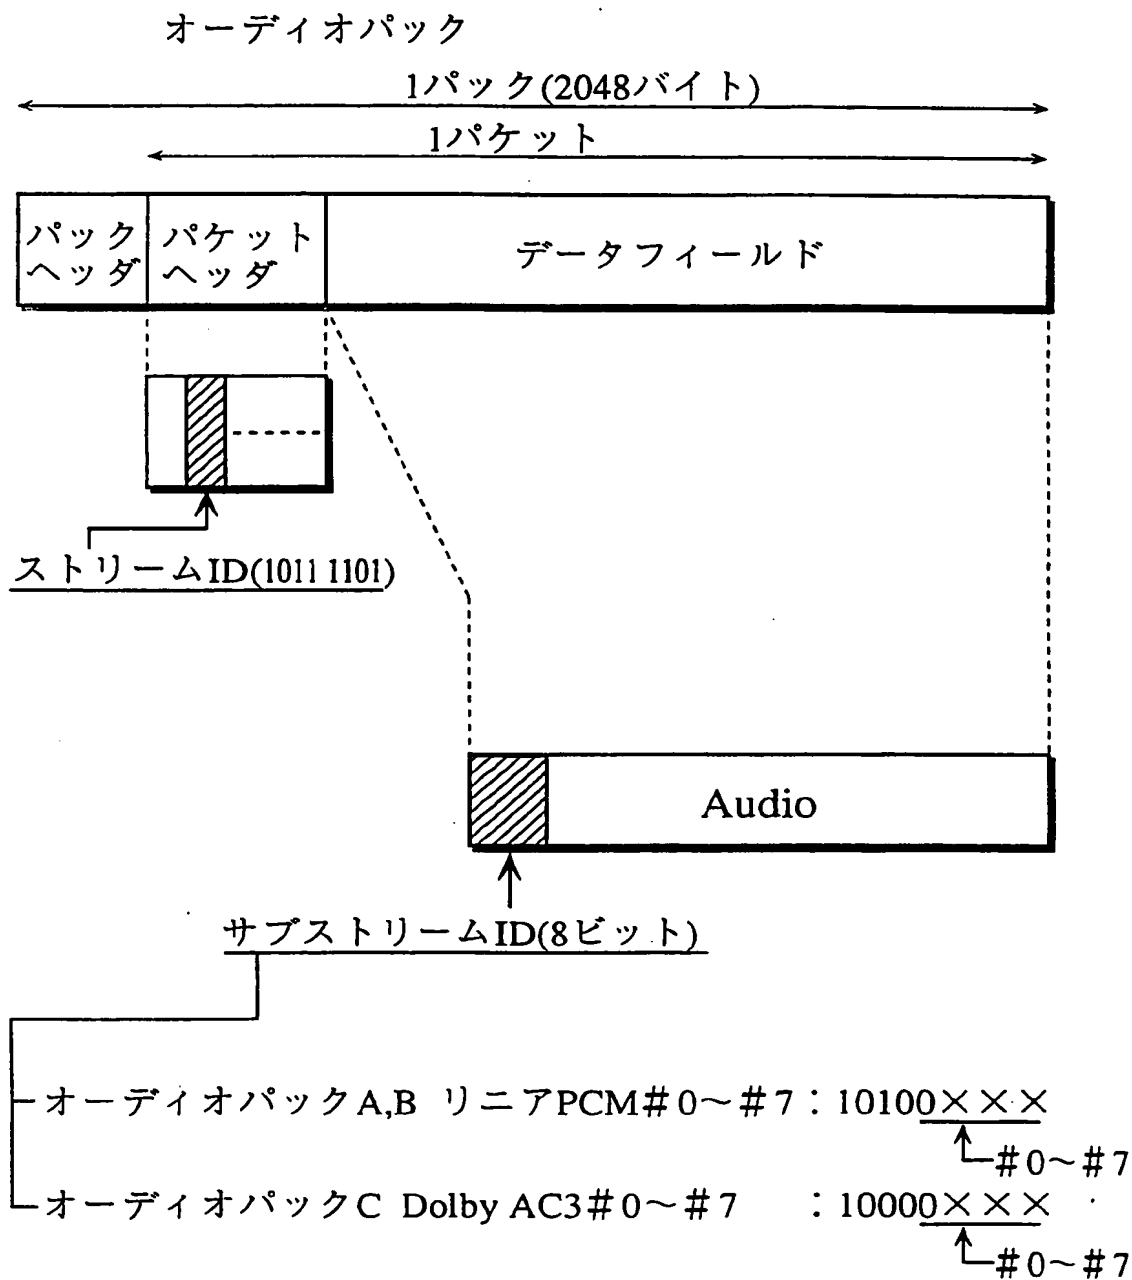 オーディオパック
1パック(2048バイト)
1パケット
パック
ヘッダ
パケット
ヘッダ
データフィールド
ストリームID(1011 1101)
Audio
サブストリームID(8ビット)
オーディオパックA,B リニアPCM#0〜#7:10100×××
#0〜#7
オーディオパックC Dolby AC3#0〜#7 :10000×××
#0〜#7